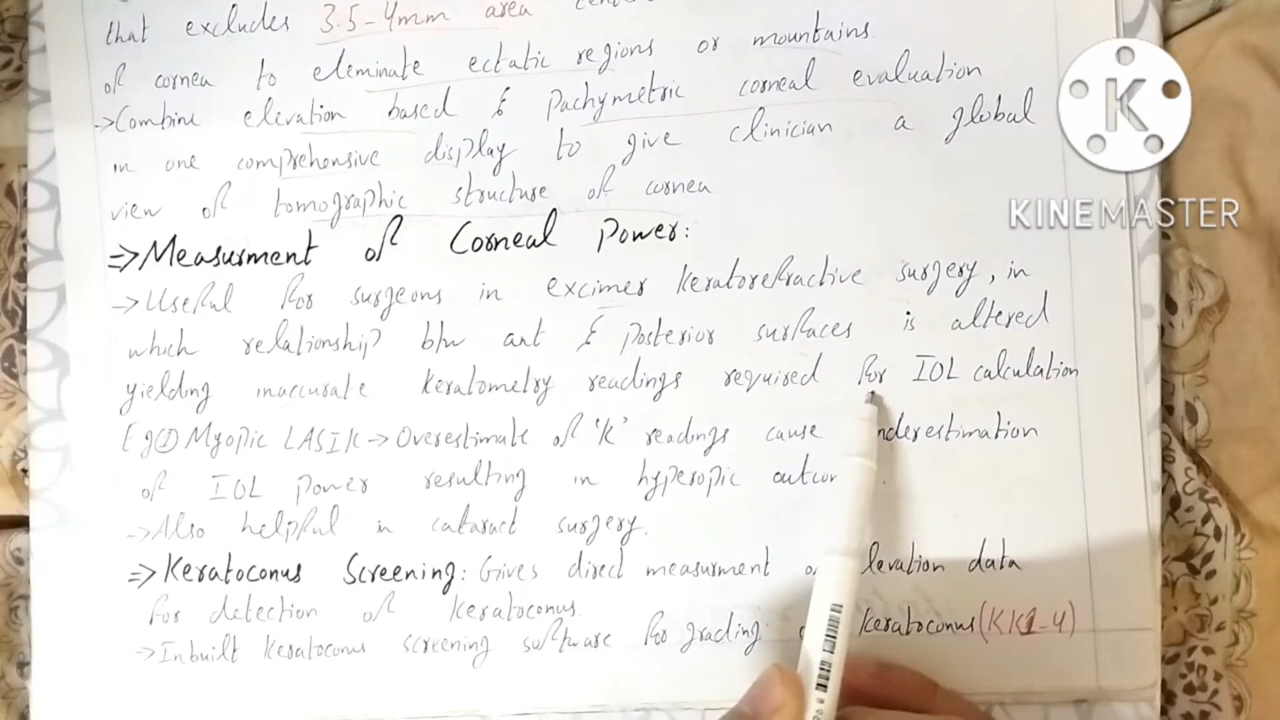 that excludes 3.5-4mm area
of cornea to eleminate ectatic regions or mountains
→Combine elevation based & pachymetric corneal evaluation
in one comprehensive display to give clinician a global
view of tomographic structure of cornea
⇒Measurment of Corneal Power:
→Useful for surgeons in excimer keratorefractive surgery, in
which relationship b/w ant & posterior surfaces is altered
yielding inaccurate keratometry readings required for IOL calculation
Eg① Myopic LASIK→Overestimate of 'K' readings cause nderestimation
of IOL power resulting in hyperopic outcor
→Also helpful in cataract surgery.
⇒Keratoconus Screening: Gives direct measurment o levation data
for detection of keratoconus.
→Inbuilt keratoconus screening software for grading keratoconus (KK1-4)
K
KINEMASTER